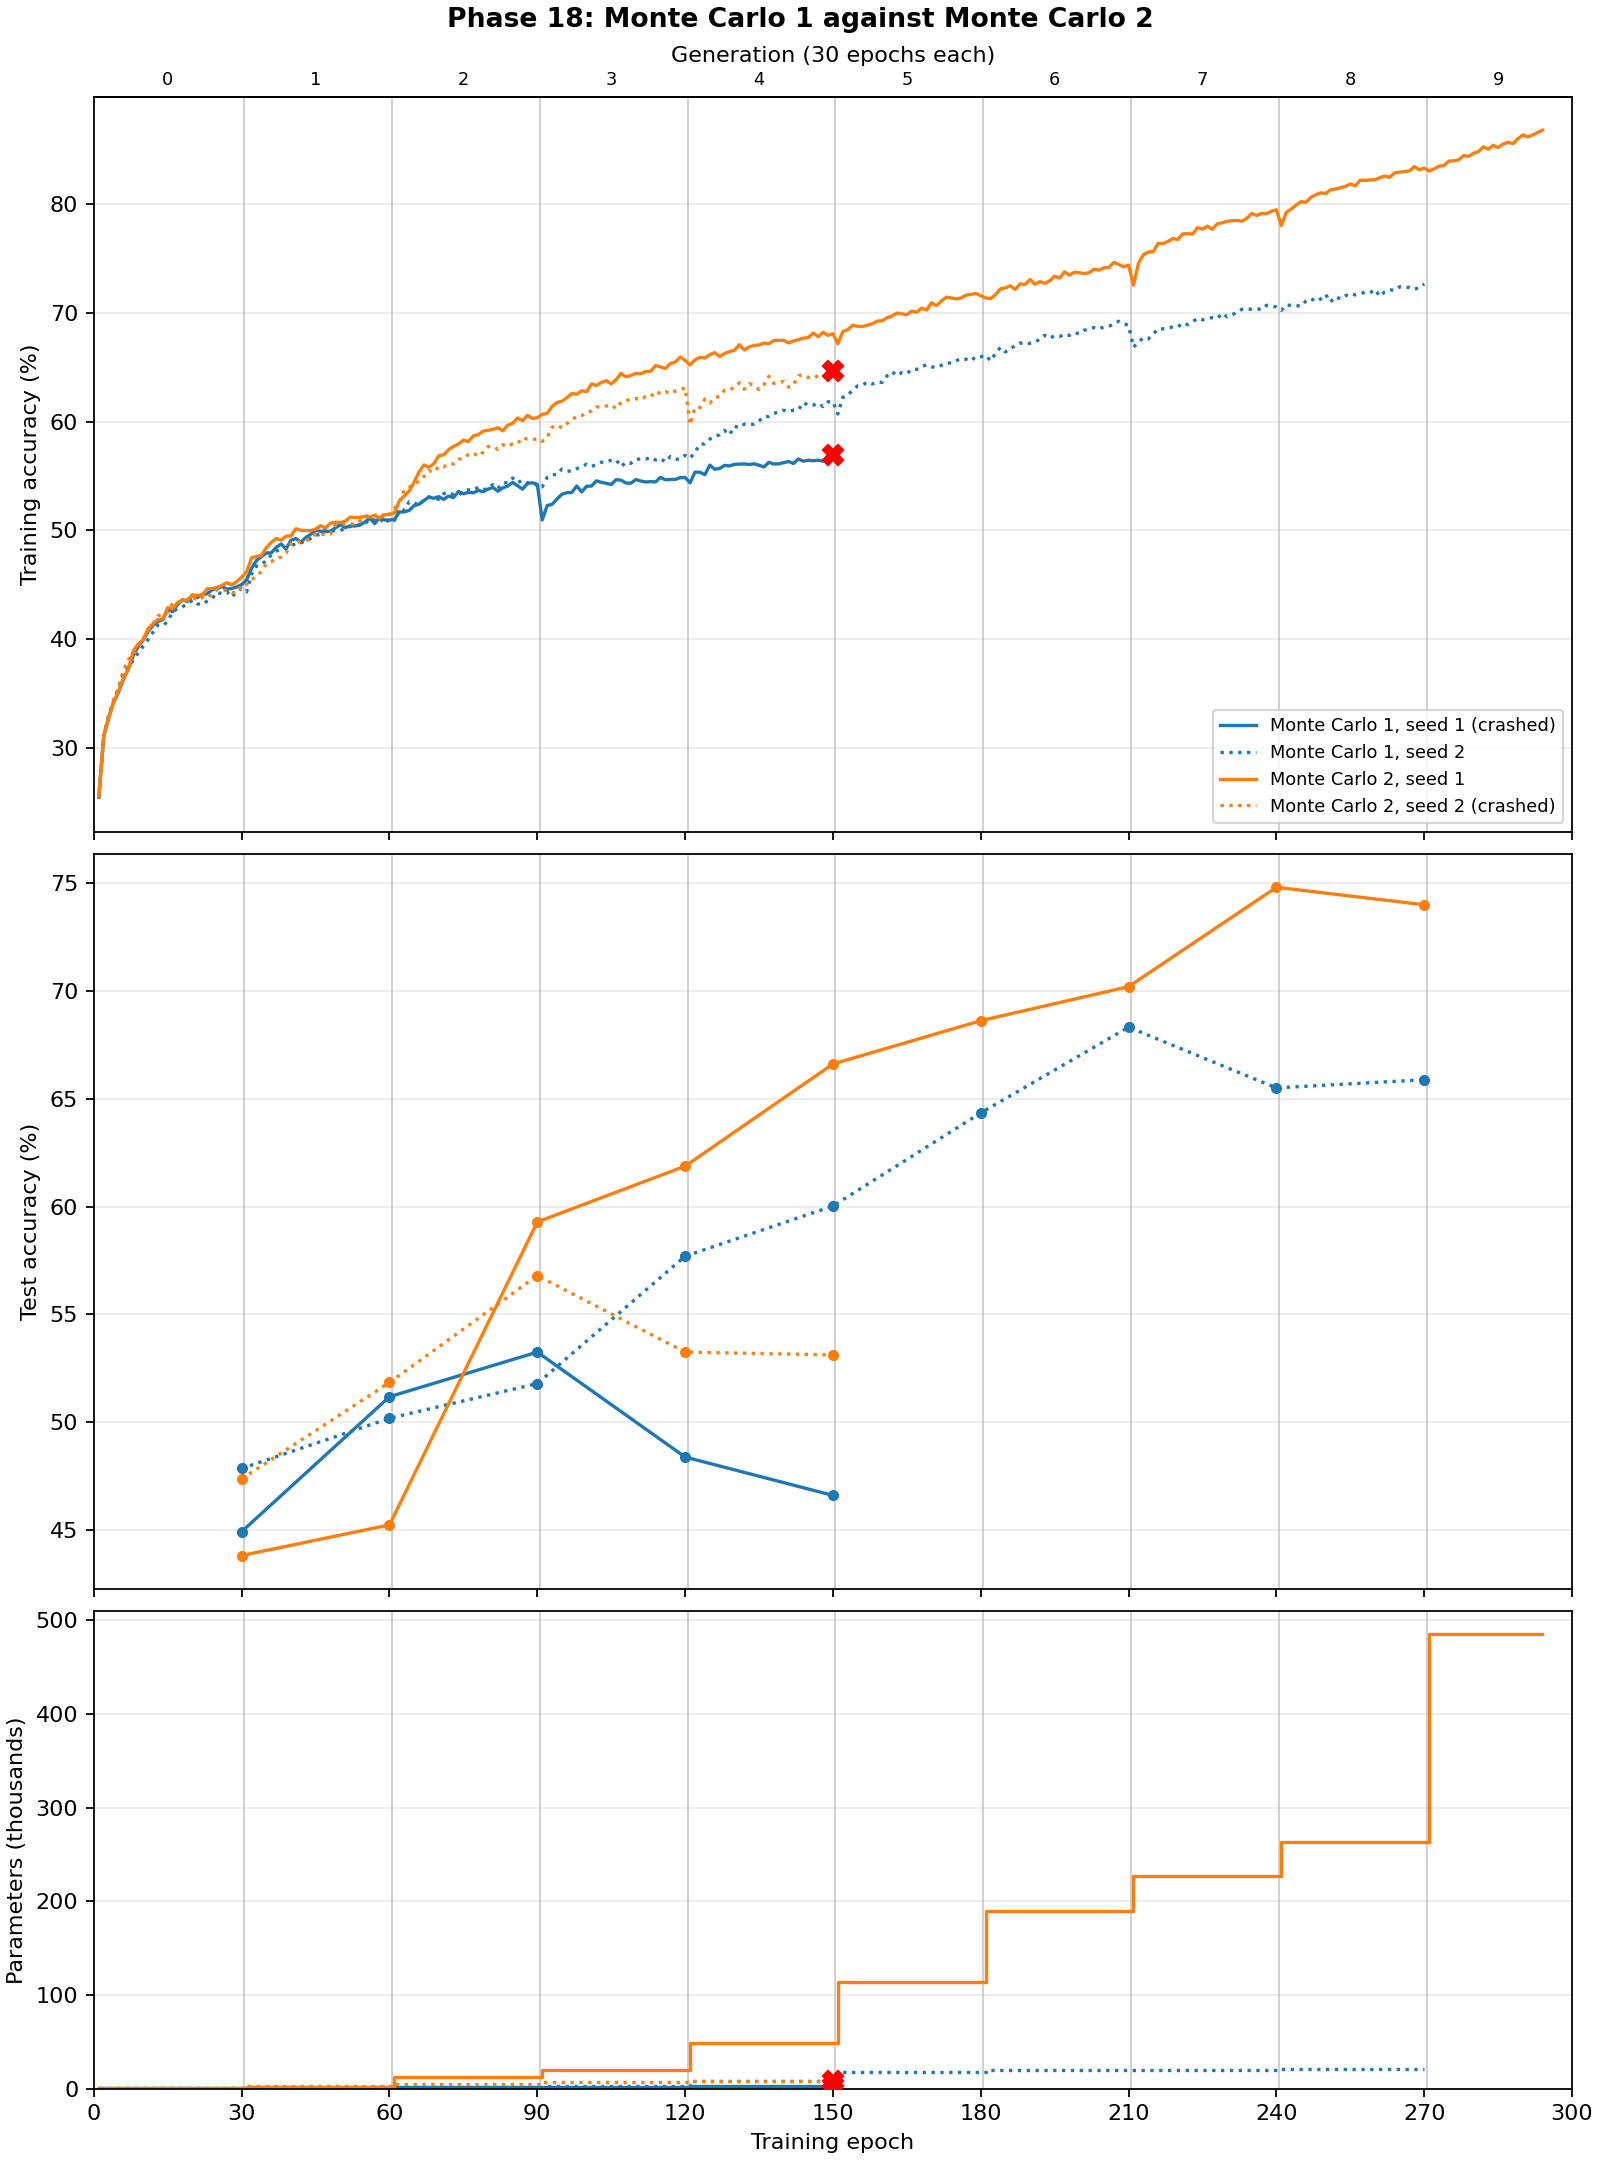 Phase 18: Monte Carlo 1 against Monte Carlo 2
Generation (30 epochs each)
0 1 2 3 4 5 6 7 8 9
Training accuracy (%)
80
70
60
50
40
30
Monte Carlo 1, seed 1 (crashed)
Monte Carlo 1, seed 2
Monte Carlo 2, seed 1
Monte Carlo 2, seed 2 (crashed)
Test accuracy (%)
75
70
65
60
55
50
45
Parameters (thousands)
500
400
300
200
100
0
0 30 60 90 120 150 180 210 240 270 300
Training epoch